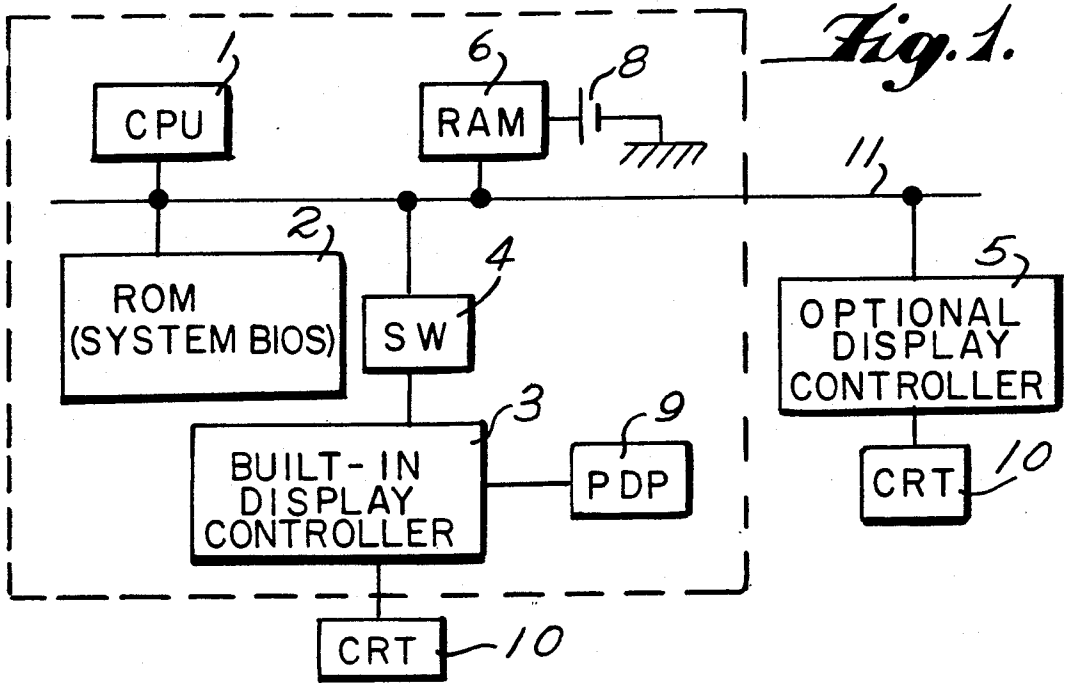 Fig. 1.
1
CPU
6
RAM
8
11
2
ROM
(SYSTEM BIOS)
4
SW
5
OPTIONAL
DISPLAY
CONTROLLER
3
BUILT-IN
DISPLAY
CONTROLLER
9
PDP
CRT
10
CRT
10